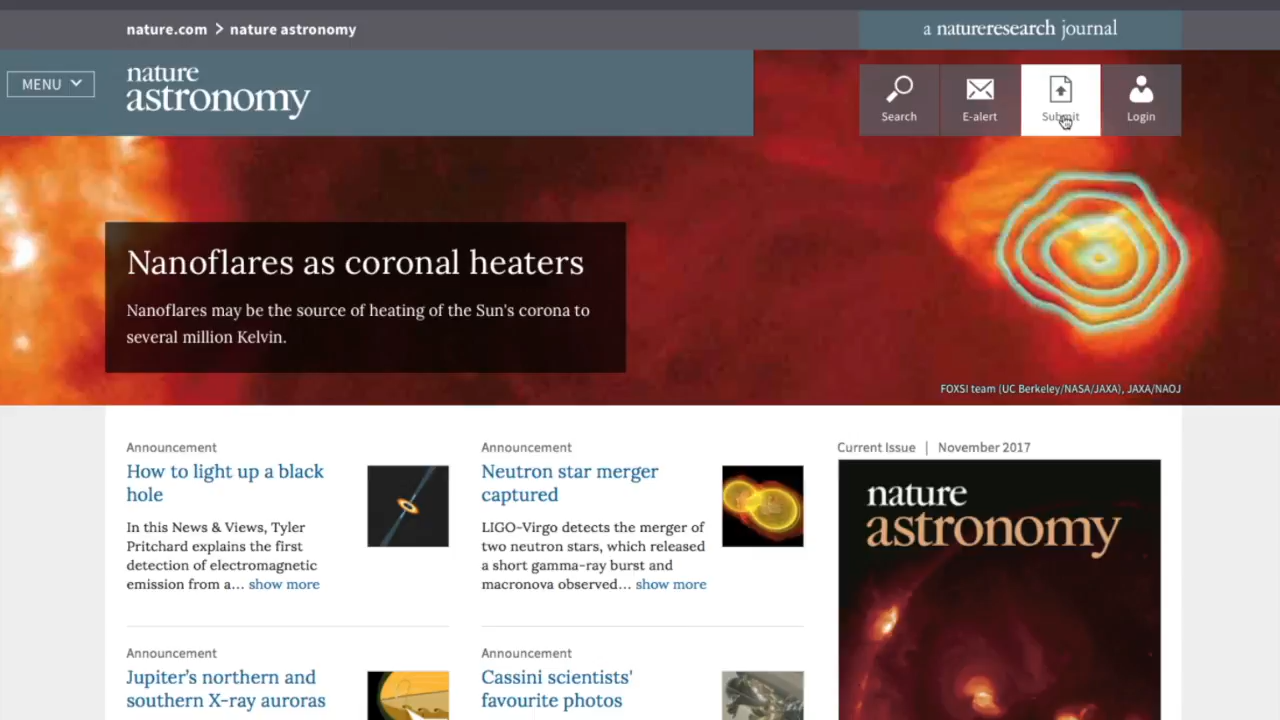 nature.com > nature astronomy
a natureresearch journal
MENU
nature
astronomy
Search
E-alert
Submit
Login
Nanoflares as coronal heaters
Nanoflares may be the source of heating of the Sun's corona to
several million Kelvin.
FOXSI team (UC Berkeley/NASA/JAXA), JAXA/NAOJ
Announcement
How to light up a black
hole
In this News & Views, Tyler
Pritchard explains the first
detection of electromagnetic
emission from a... show more
Announcement
Neutron star merger
captured
LIGO-Virgo detects the merger of
two neutron stars, which released
a short gamma-ray burst and
macronova observed... show more
Current Issue | November 2017
nature
astronomy
Announcement
Jupiter's northern and
southern X-ray auroras
Announcement
Cassini scientists'
favourite photos